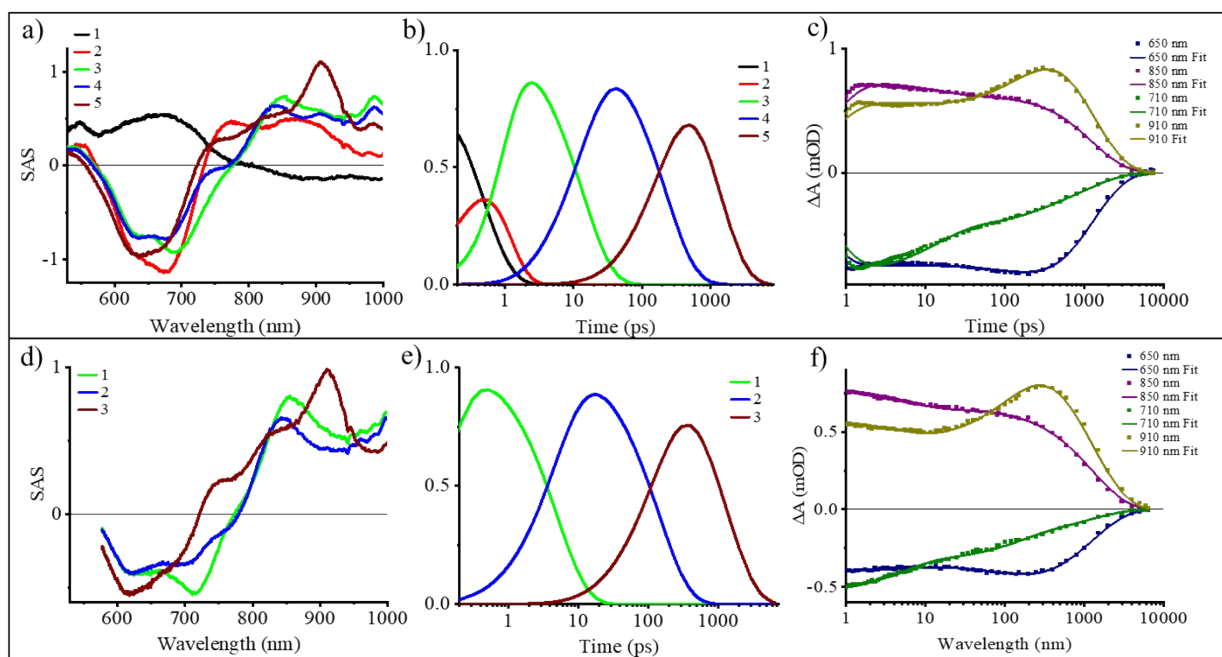 a)
1
2
3
4
5
1
0
-1
SAS
600
700
800
900
1000
Wavelength (nm)
b)
1.0
0.5
0.0
1
2
3
4
5
1
10
100
1000
Time (ps)
c)
650 nm
650 nm Fit
850 nm
850 nm Fit
710 nm
710 nm Fit
910 nm
910 Fit
1
0
ΔA (mOD)
1
10
100
1000
10000
Time (ps)
d)
1
2
3
1
0
SAS
600
700
800
900
1000
Wavelength (nm)
e)
1.0
0.5
0.0
1
2
3
1
10
100
1000
Time (ps)
f)
650 nm
650 nm Fit
850 nm
850 nm Fit
710 nm
710 nm Fit
910 nm
910 nm Fit
0.5
0.0
-0.5
ΔA (mOD)
1
10
100
1000
10000
Wavelength (nm)